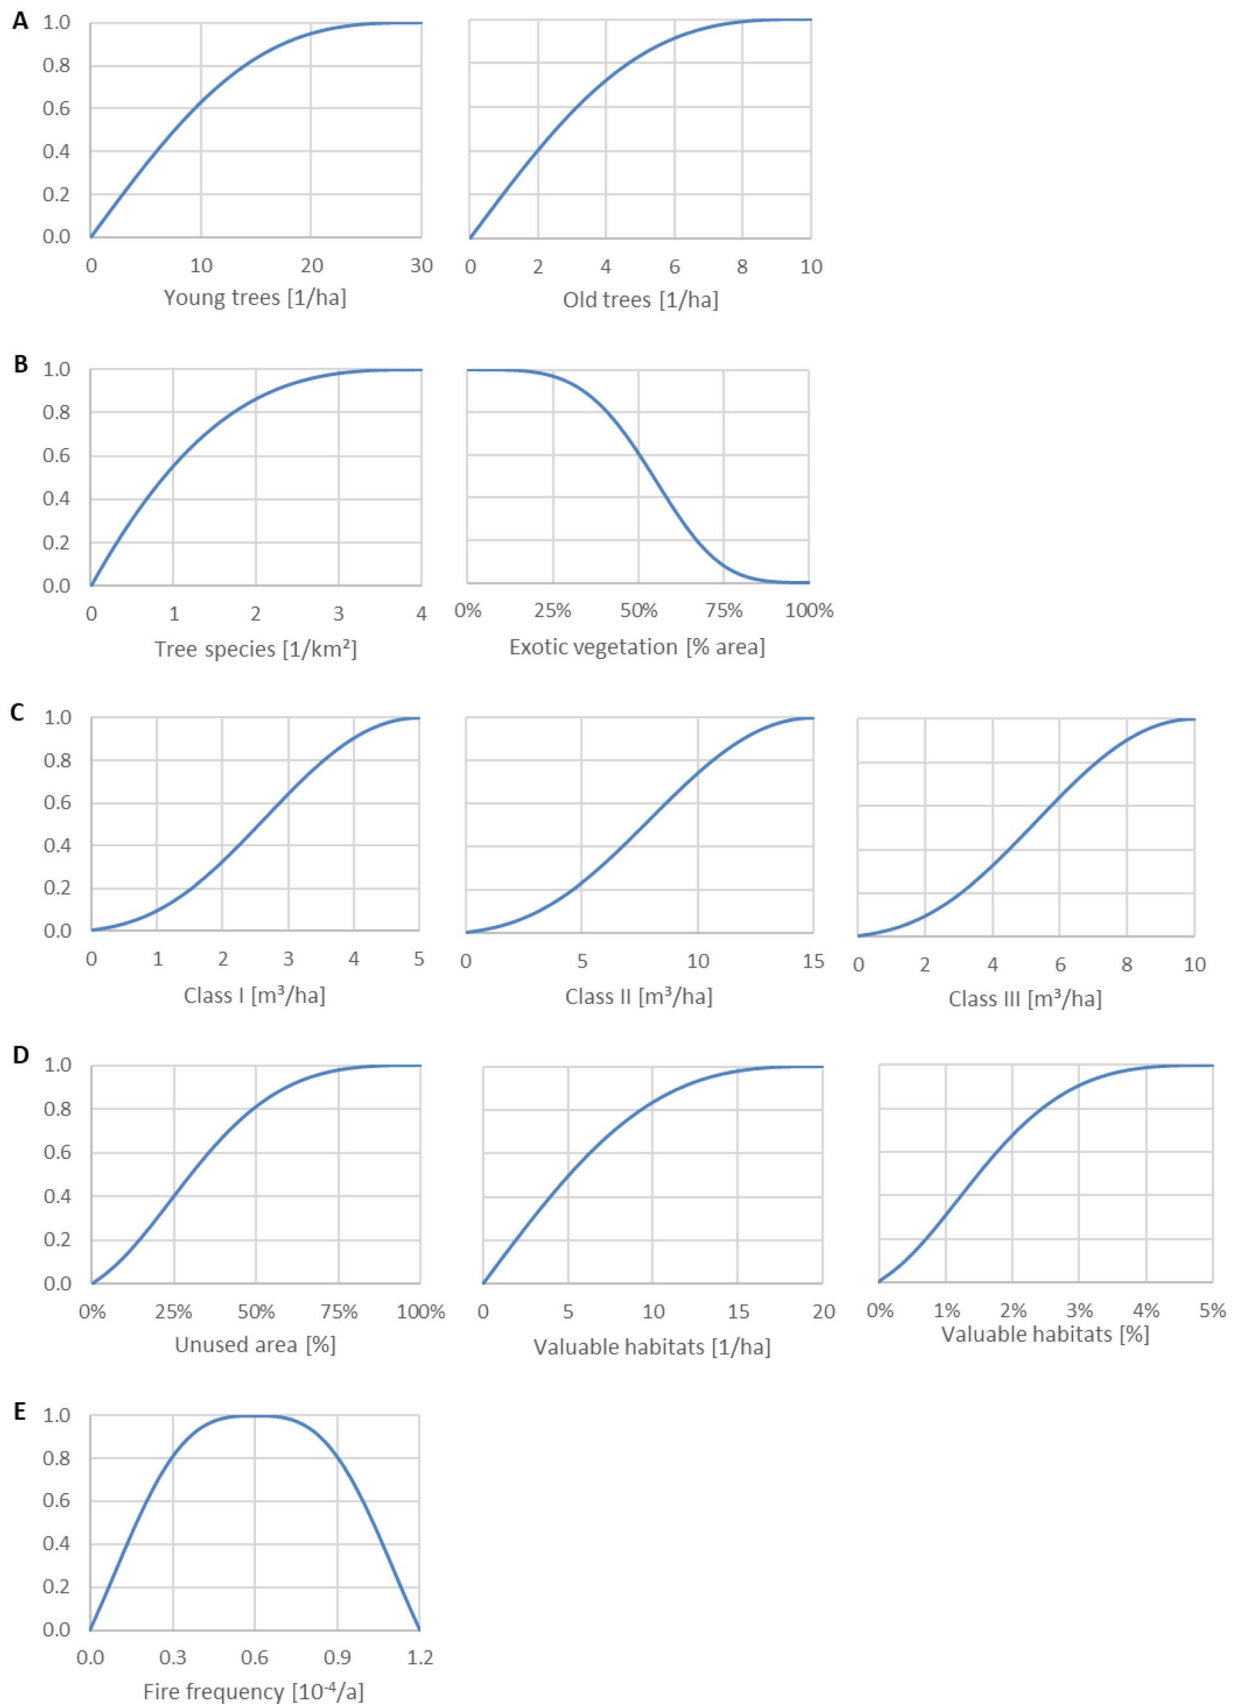 A
1.0
0.8
0.6
0.4
0.2
0.0
0 10 20 30
Young trees [1/ha]
0 2 4 6 8 10
Old trees [1/ha]
B
1.0
0.8
0.6
0.4
0.2
0.0
0 1 2 3 4
Tree species [1/km²]
0% 25% 50% 75% 100%
Exotic vegetation [% area]
C
1.0
0.8
0.6
0.4
0.2
0.0
0 1 2 3 4 5
Class I [m³/ha]
0 5 10 15
Class II [m³/ha]
0 2 4 6 8 10
Class III [m³/ha]
D
1.0
0.8
0.6
0.4
0.2
0.0
0% 25% 50% 75% 100%
Unused area [%]
0 5 10 15 20
Valuable habitats [1/ha]
0% 1% 2% 3% 4% 5%
Valuable habitats [%]
E
1.0
0.8
0.6
0.4
0.2
0.0
0.0 0.3 0.6 0.9 1.2
Fire frequency [10⁻⁴/a]